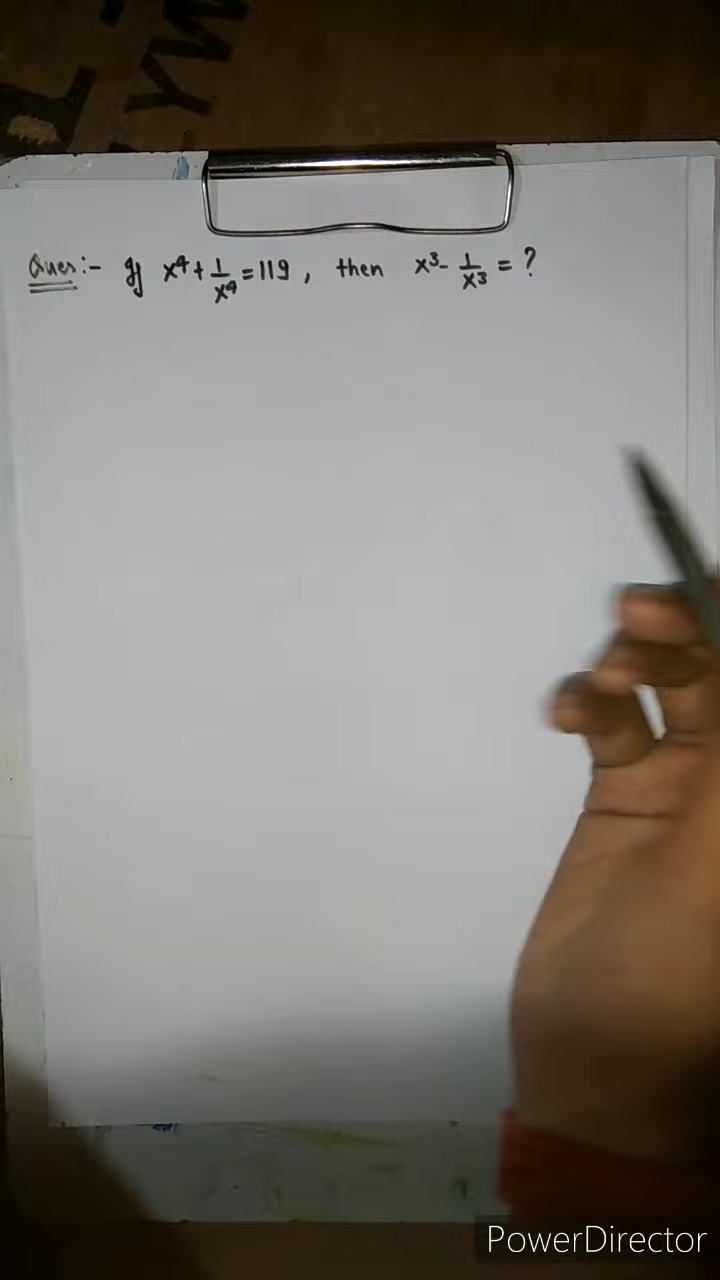 Ques:- If x⁴ + 1/x⁴ = 119, then x³ - 1/x³ = ?
PowerDirector